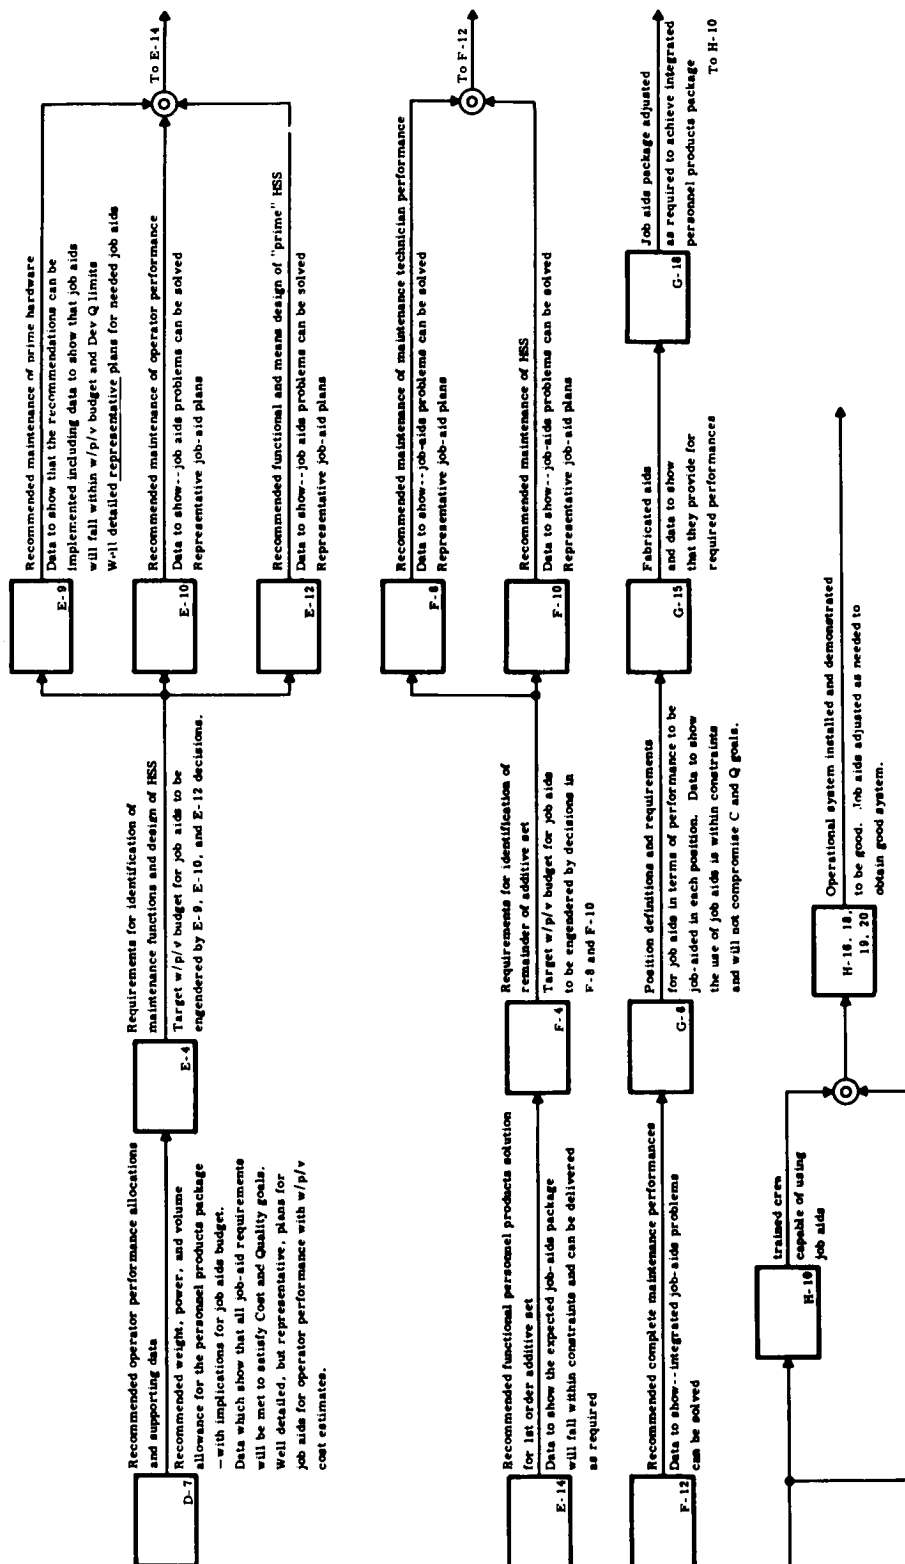 D-7
Recommended operator performance allocations
and supporting data
Recommended weight, power, and volume
allowance for the personnel products package
—with implications for job aids budget.
Data which show that all job-aid requirements
will be met to satisfy Cost and Quality goals.
Well detailed, but representative, plans for
job aids for operator performance with w/p/v
cost estimates.
E-4
Requirements for identification of
maintenance functions and design of HSS
Target w/p/v budget for job aids to be
engendered by E-9, E-10, and E-12 decisions.
E-9
Recommended maintenance of prime hardware
Data to show that the recommendations can be
implemented including data to show that job aids
will fall within w/p/v budget and Dev Q limits
Well detailed representative plans for needed job aids
E-10
Recommended maintenance of operator performance
Data to show--job aids problems can be solved
Representative job-aid plans
E-12
Recommended functional and means design of "prime" HSS
Data to show--job aids problems can be solved
Representative job-aid plans
To E-14
E-14
Recommended functional personnel products solution
for 1st order additive set
Data to show the expected job-aids package
will fall within constraints and can be delivered
as required
F-4
Requirements for identification of
remainder of additive set
Target w/p/v budget for job aids
to be engendered by decisions in
F-8 and F-10
F-8
Recommended maintenance of maintenance technician performance
Data to show--job-aids problems can be solved
Representative job-aid plans
F-10
Recommended maintenance of HSS
Data to show--job-aids problems can be solved
Representative job-aid plans
To F-12
F-12
Recommended complete maintenance performances
Data to show--integrated job-aids problems
can be solved
G-6
Position definitions and requirements
for job aids in terms of performance to be
job-aided in each position. Data to show
the use of job aids is within constraints
and will not compromise C and Q goals.
G-15
Fabricated aids
and data to show
that they provide for
required performances
G-18
Job aids package adjusted
as required to achieve integrated
personnel products package
To H-10
H-10
trained crew
capable of using
job aids
H-16, 18,
19, 20
Operational system installed and demonstrated
to be good. Job aids adjusted as needed to
obtain good system.